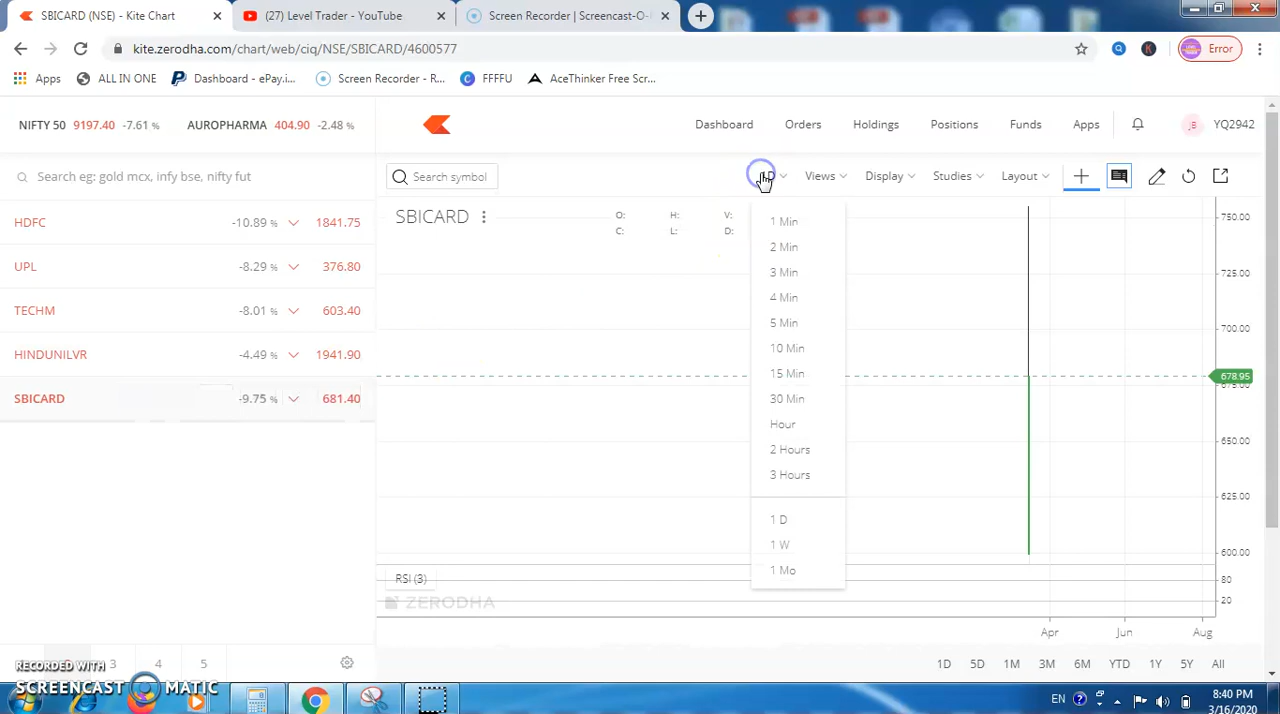 SBICARD (NSE) - Kite Chart
(27) Level Trader - YouTube
Screen Recorder | Screencast-O-
kite.zerodha.com/chart/web/ciq/NSE/SBICARD/4600577
Error
Apps
ALL IN ONE
Dashboard - ePay.i...
Screen Recorder - R...
FFFFU
AceThinker Free Scr...
NIFTY 50 9197.40 -7.61 %
AUROPHARMA 404.90 -2.48 %
Dashboard
Orders
Holdings
Positions
Funds
Apps
JB
YQ2942
Search eg: gold mcx, infy bse, nifty fut
Search symbol
Views
Display
Studies
Layout
HDFC -10.89 % 1841.75
UPL -8.29 % 376.80
TECHM -8.01 % 603.40
HINDUNILVR -4.49 % 1941.90
SBICARD -9.75 % 681.40
SBICARD
O: H: V:
C: L: D:
1 Min
2 Min
3 Min
4 Min
5 Min
10 Min
15 Min
30 Min
Hour
2 Hours
3 Hours
1 D
1 W
1 Mo
750.00
725.00
700.00
678.95
675.00
650.00
625.00
600.00
80
20
RSI (3)
ZERODHA
Apr Jun Aug
3 4 5
1D 5D 1M 3M 6M YTD 1Y 5Y All
RECORDED WITH
SCREENCAST MATIC
EN
8:40 PM
3/16/2020